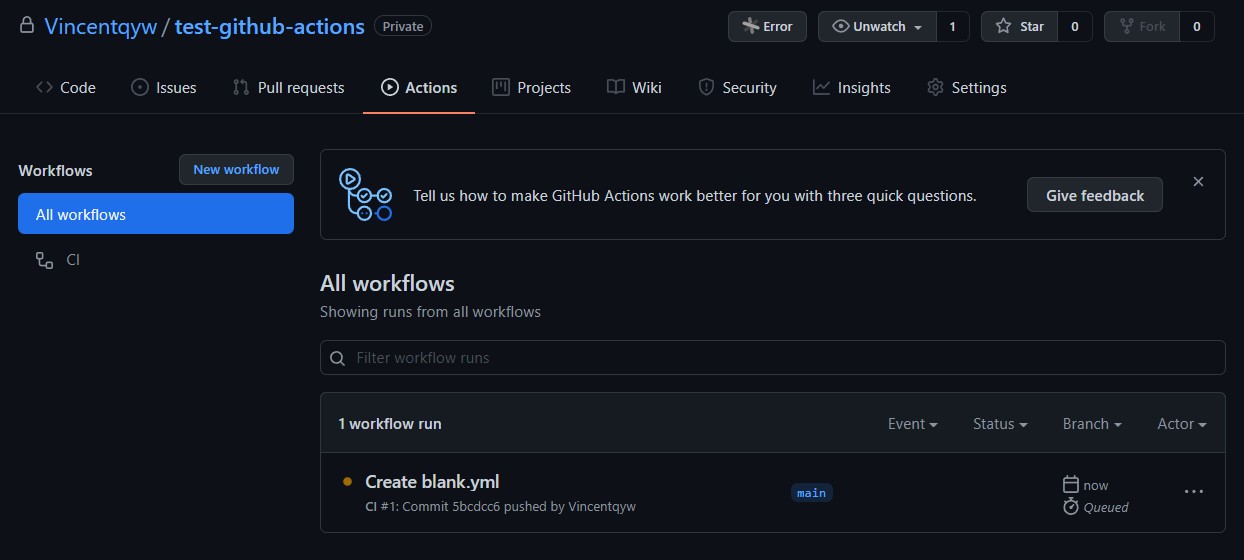 Vincentqyw / test-github-actions Private Error Unwatch 1 Star 0 Fork 0
Code Issues Pull requests Actions Projects Wiki Security Insights Settings
Workflows New workflow
All workflows
CI
Tell us how to make GitHub Actions work better for you with three quick questions. Give feedback
All workflows
Showing runs from all workflows
Filter workflow runs
1 workflow run Event Status Branch Actor
Create blank.yml main now
CI #1: Commit 5bcdcc6 pushed by Vincentqyw Queued